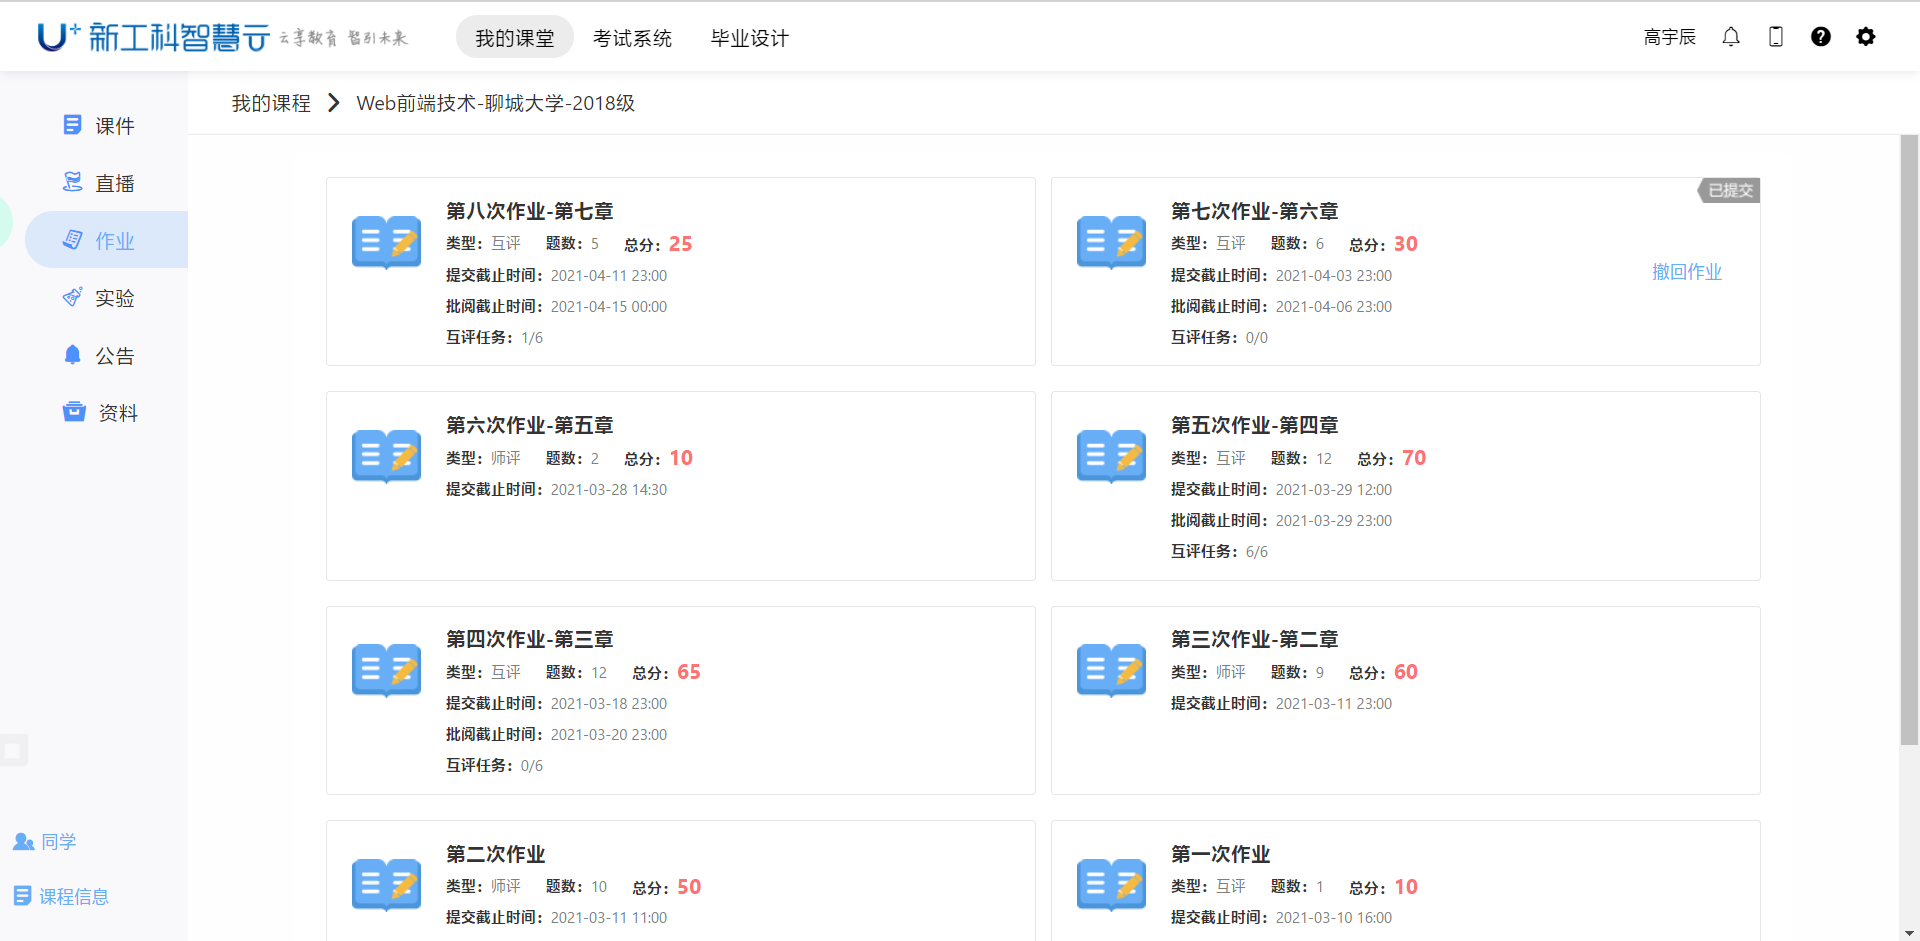 U+ 新工科智慧云 云享教育 智引未来 我的课堂 考试系统 毕业设计 高宇辰
我的课程 Web前端技术-聊城大学-2018级
课件
直播
作业
实验
公告
资料
同学
课程信息
第八次作业-第七章
类型：互评 题数：5 总分：25
提交截止时间：2021-04-11 23:00
批阅截止时间：2021-04-15 00:00
互评任务：1/6
已提交
第七次作业-第六章
类型：互评 题数：6 总分：30
提交截止时间：2021-04-03 23:00
撤回作业
批阅截止时间：2021-04-06 23:00
互评任务：0/0
第六次作业-第五章
类型：师评 题数：2 总分：10
提交截止时间：2021-03-28 14:30
第五次作业-第四章
类型：互评 题数：12 总分：70
提交截止时间：2021-03-29 12:00
批阅截止时间：2021-03-29 23:00
互评任务：6/6
第四次作业-第三章
类型：互评 题数：12 总分：65
提交截止时间：2021-03-18 23:00
批阅截止时间：2021-03-20 23:00
互评任务：0/6
第三次作业-第二章
类型：师评 题数：9 总分：60
提交截止时间：2021-03-11 23:00
第二次作业
类型：师评 题数：10 总分：50
提交截止时间：2021-03-11 11:00
第一次作业
类型：互评 题数：1 总分：10
提交截止时间：2021-03-10 16:00